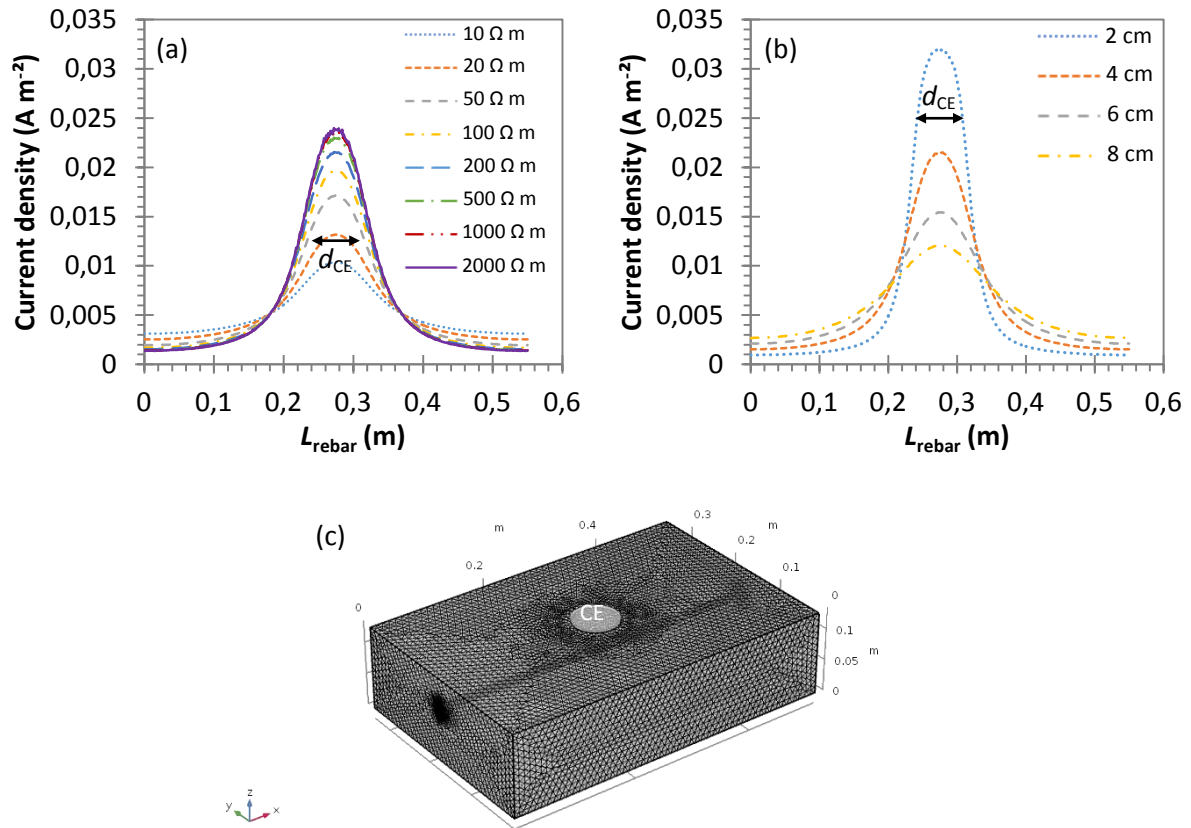 (a)
Current density (A m⁻²)
0,035
0,03
0,025
0,02
0,015
0,01
0,005
0
0
0,1
0,2
0,3
0,4
0,5
0,6
L rebar (m)
10 Ω m
20 Ω m
50 Ω m
100 Ω m
200 Ω m
500 Ω m
1000 Ω m
2000 Ω m
dCE
(b)
Current density (A m⁻²)
0,035
0,03
0,025
0,02
0,015
0,01
0,005
0
0
0,1
0,2
0,3
0,4
0,5
0,6
L rebar (m)
2 cm
4 cm
6 cm
8 cm
dCE
(c)
m
0.4
0.2
0
0.3
m
0.2
0.1
0
0.1
0.05
m
0
CE
y
z
x